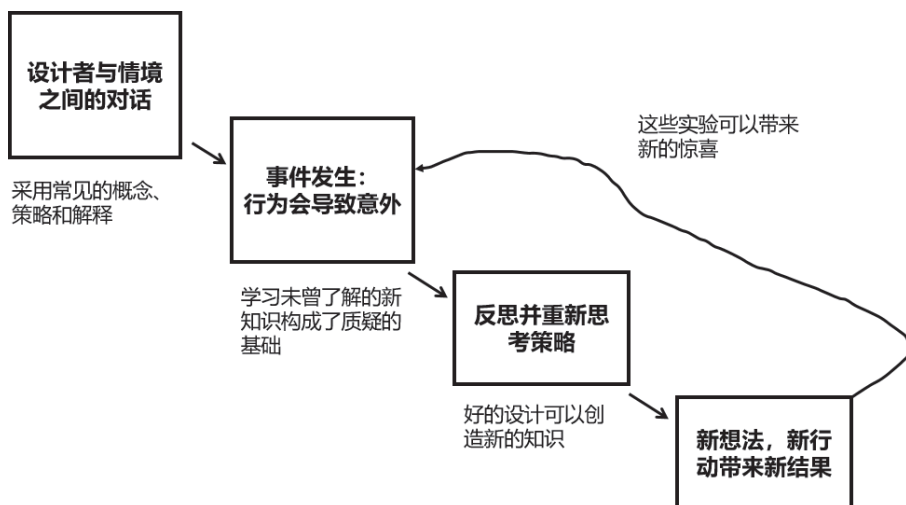 设计者与情境
之间的对话
采用常见的概念、
策略和解释
事件发生：
行为会导致意外
这些实验可以带来
新的惊喜
学习未曾了解的新
知识构成了质疑的
基础
反思并重新思
考策略
好的设计可以创
造新的知识
新想法，新行
动带来新结果